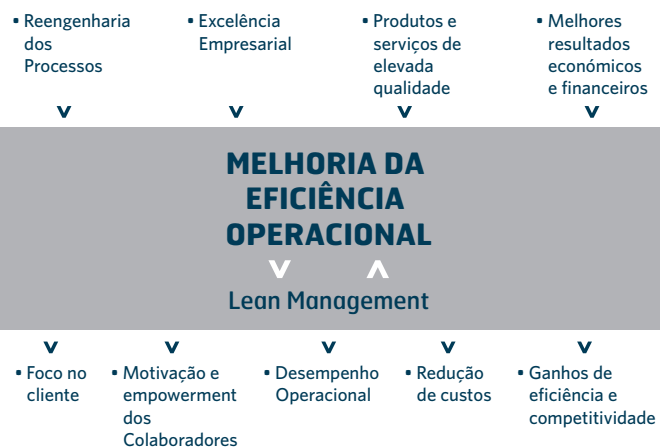 • Reengenharia
dos
Processos
• Excelência
Empresarial
• Produtos e
serviços de
elevada
qualidade
• Melhores
resultados
económicos
e financeiros
MELHORIA DA
EFICIÊNCIA
OPERACIONAL
Lean Management
• Foco no
cliente
• Motivação e
empowerment
dos
Colaboradores
• Desempenho
Operacional
• Redução
de custos
• Ganhos de
eficiência e
competitividade